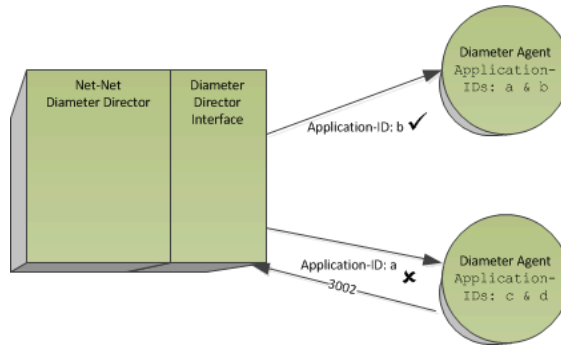 Net-Net
Diameter Director
Diameter
Director
Interface
Diameter Agent
Application-
IDs: a & b
Application-ID: b ✓
Application-ID: a
✘
3002
Diameter Agent
Application-
IDs: c & d